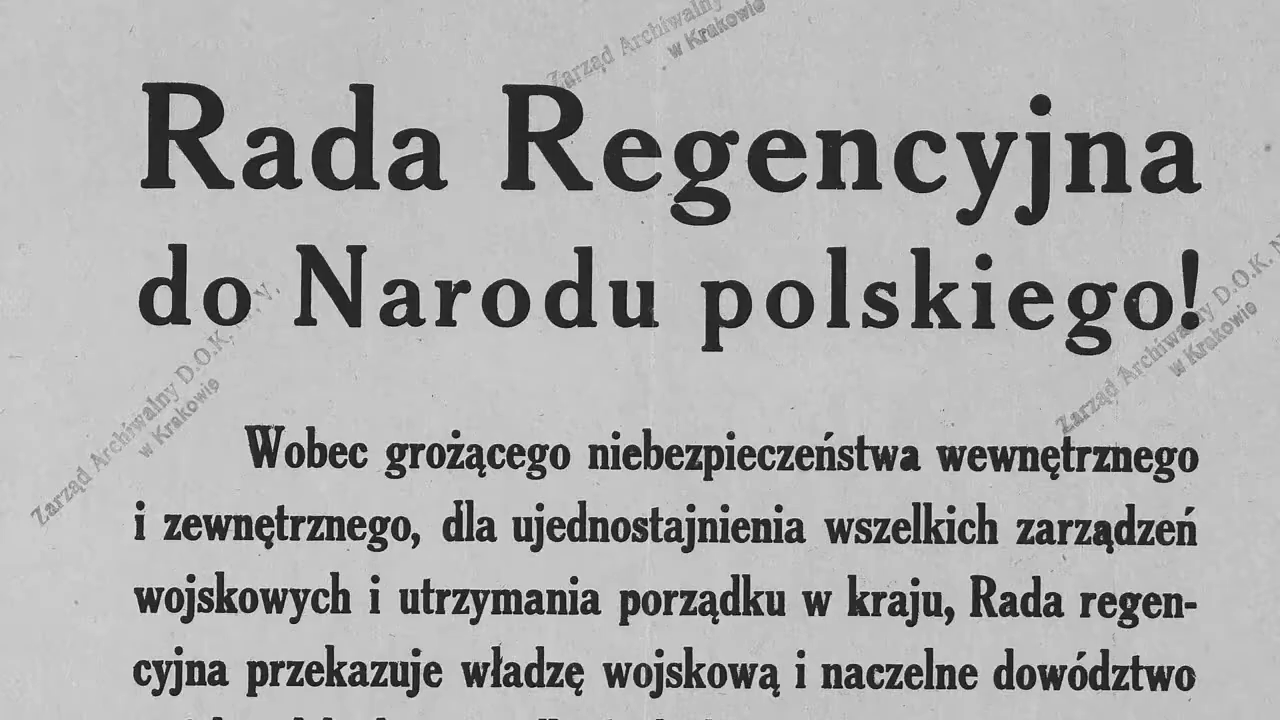 Zarząd Archiwalny
w Krakowie
Rada Regencyjna
do Narodu polskiego!
Zarząd Archiwalny D.O.K. N. V.
w Krakowie
Zarząd Archiwalny D.O.K. N
w Krakowie
Wobec grożącego niebezpieczeństwa wewnętrznego
i zewnętrznego, dla ujednostajnienia wszelkich zarządzeń
wojskowych i utrzymania porządku w kraju, Rada regen-
cyjna przekazuje władzę wojskową i naczelne dowództwo